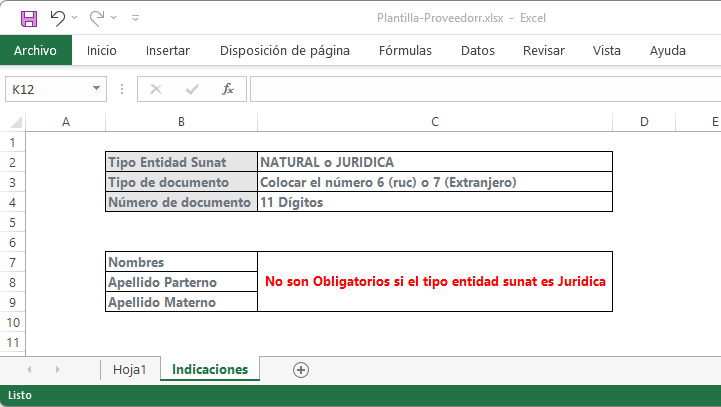 Plantilla-Proveedorr.xlsx - Excel
Archivo Inicio Insertar Disposición de página Fórmulas Datos Revisar Vista Ayuda
K12 fx
A B C D E
1
2 Tipo Entidad Sunat NATURAL o JURIDICA
3 Tipo de documento Colocar el número 6 (ruc) o 7 (Extranjero)
4 Número de documento 11 Dígitos
5
6
7 Nombres
8 Apellido Parterno No son Obligatorios si el tipo entidad sunat es Juridica
9 Apellido Materno
10
11
Hoja1 Indicaciones
Listo